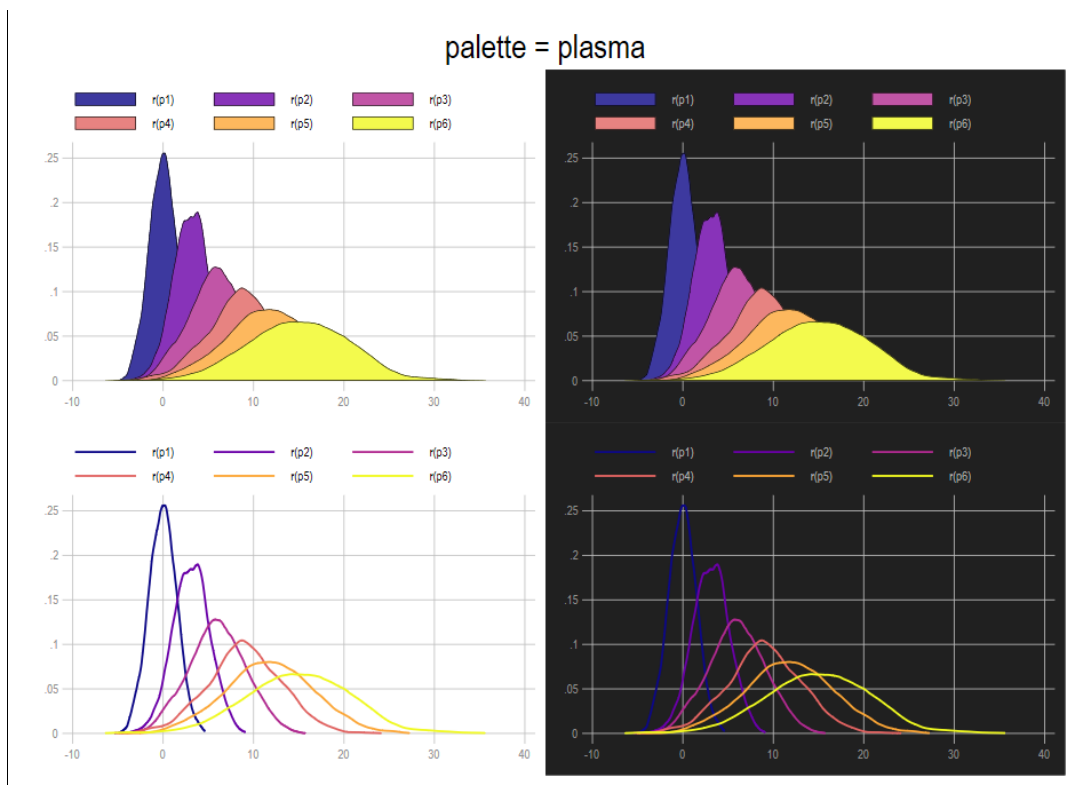 palette = plasma
r(p1) r(p2) r(p3)
r(p4) r(p5) r(p6)
.25
.2
.15
.1
.05
0
-10 0 10 20 30 40
r(p1) r(p2) r(p3)
r(p4) r(p5) r(p6)
.25
.2
.15
.1
.05
0
-10 0 10 20 30 40
r(p1) r(p2) r(p3)
r(p4) r(p5) r(p6)
.25
.2
.15
.1
.05
0
-10 0 10 20 30 40
r(p1) r(p2) r(p3)
r(p4) r(p5) r(p6)
.25
.2
.15
.1
.05
0
-10 0 10 20 30 40